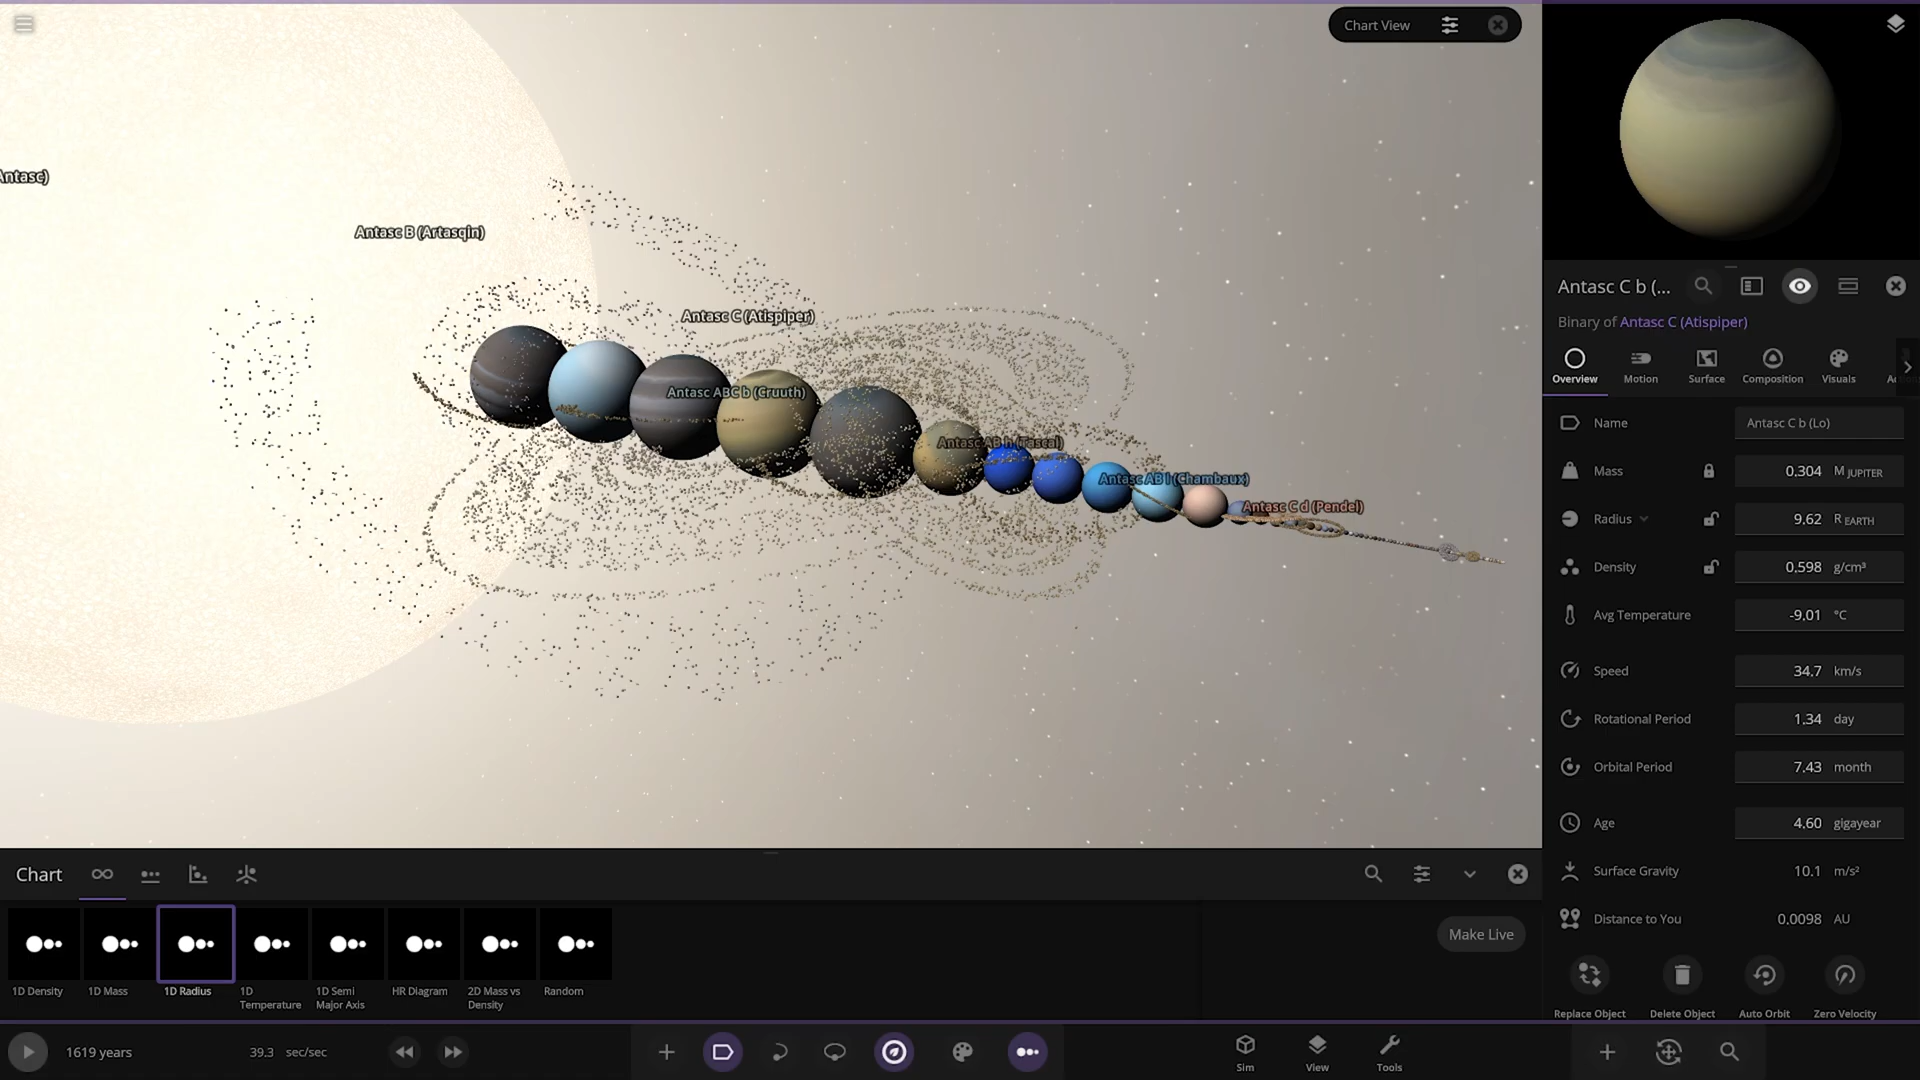 Chart View
Antasc)
Antasc B (Artasqin)
Antasc C (Atispiper)
Antasc ABC b (Cruuth)
Antasc AB h (Tascal)
Antasc AB i (Chambaux)
Antasc C d (Pendel)
Antasc C b (...
Binary of Antasc C (Atispiper)
Overview Motion Surface Composition Visuals
Name Antasc C b (Lo)
Mass 0.304 M JUPITER
Radius 9.62 R EARTH
Density 0.598 g/cm³
Avg Temperature -9.01 °C
Speed 34.7 km/s
Rotational Period 1.34 day
Orbital Period 7.43 month
Age 4.60 gigayear
Surface Gravity 10.1 m/s²
Distance to You 0.0098 AU
Replace Object Delete Object Auto Orbit Zero Velocity
Chart
Make Live
1D Density
1D Mass
1D Radius
1D
Temperature
1D Semi
Major Axis
HR Diagram
2D Mass vs
Density
Random
1619 years 39.3 sec/sec
Sim View Tools